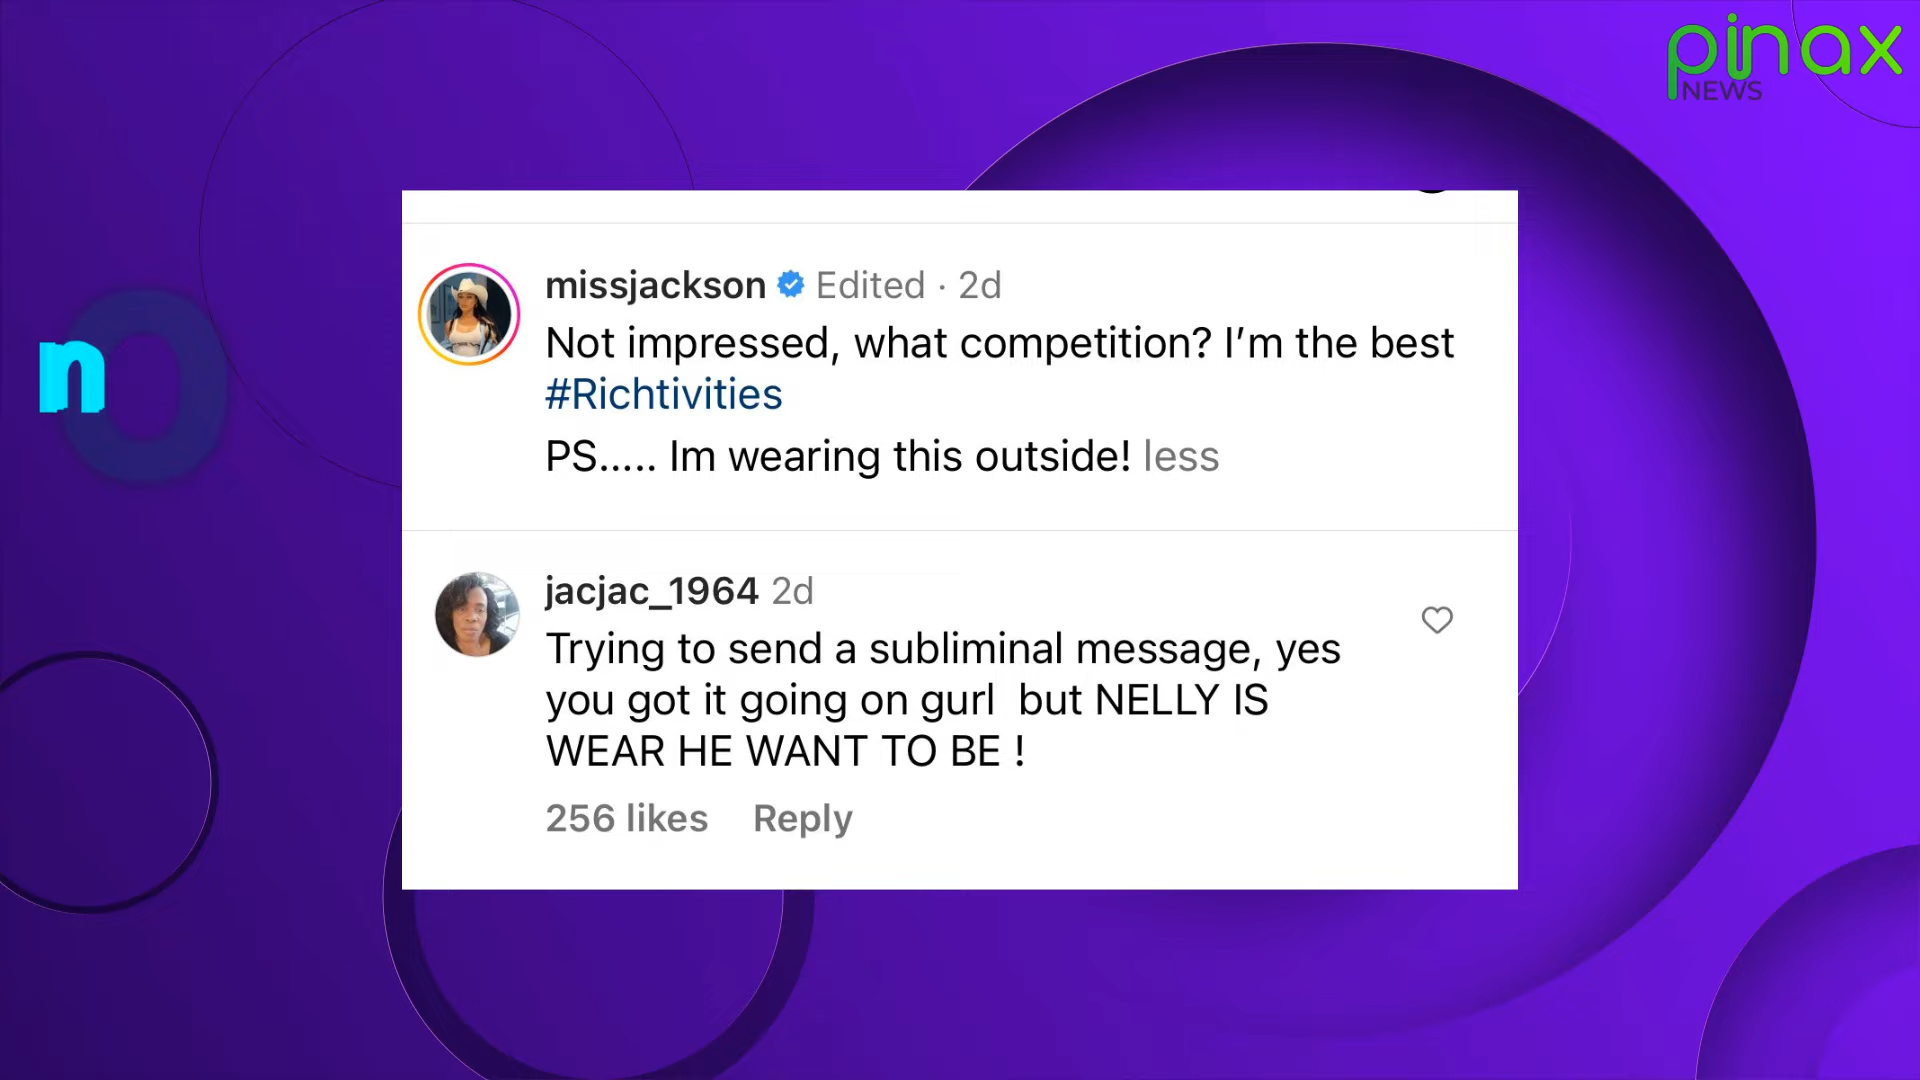 pinax
NEWS
n
missjackson Edited · 2d
Not impressed, what competition? I’m the best
#Richtivities
PS..... Im wearing this outside! less
jacjac_1964 2d
Trying to send a subliminal message, yes
you got it going on gurl but NELLY IS
WEAR HE WANT TO BE !
256 likes Reply